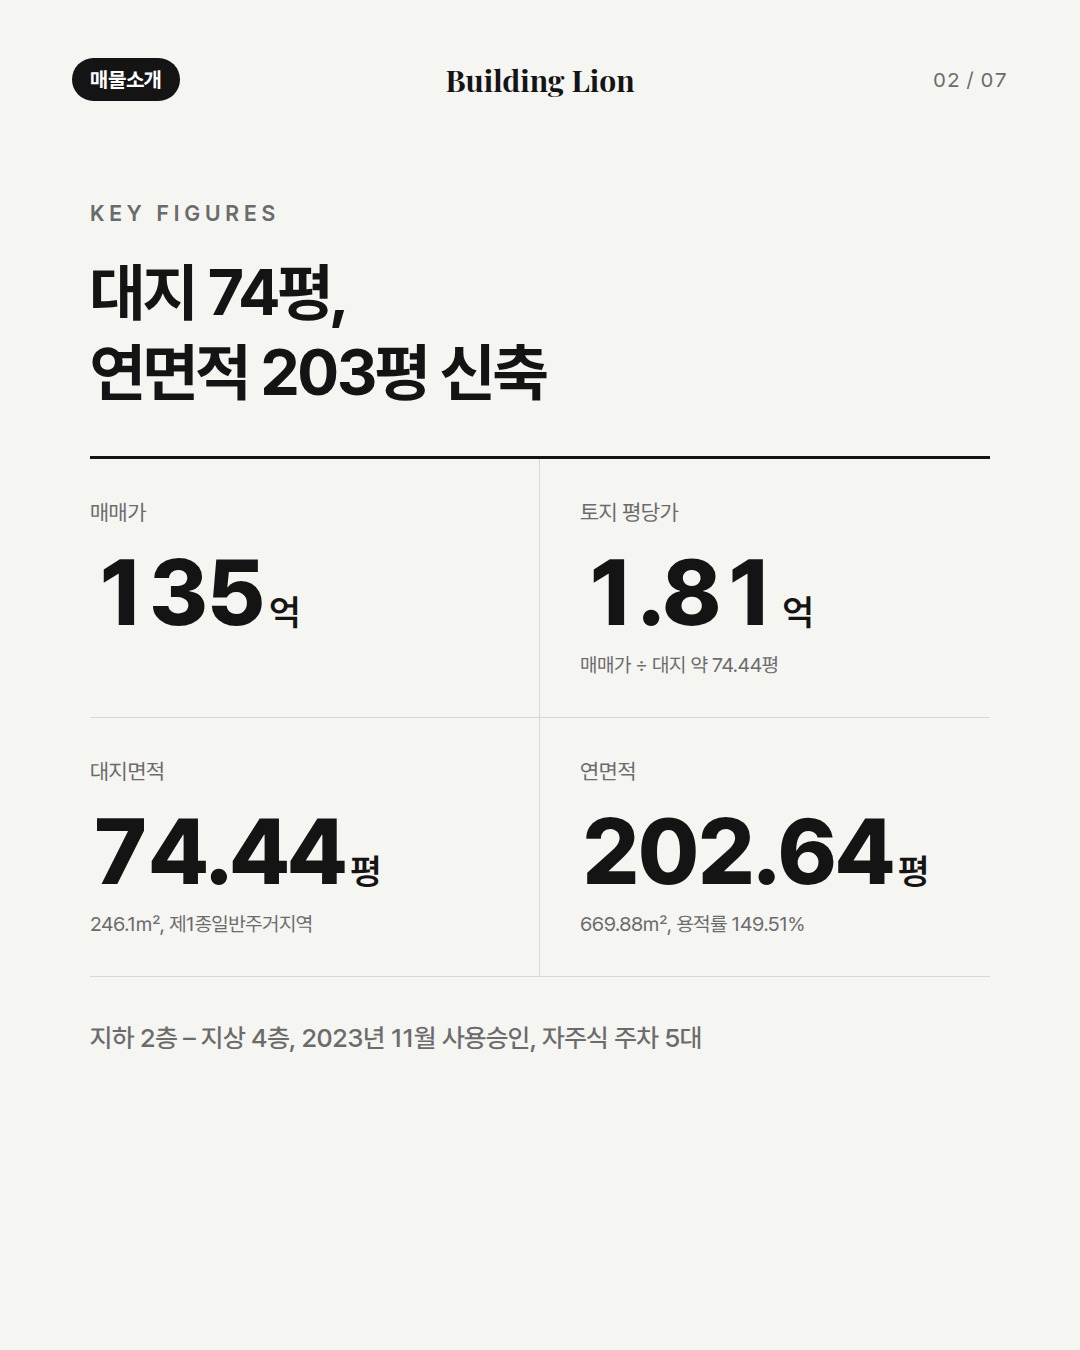 매물소개
Building Lion
02 / 07
KEY FIGURES
대지 74평,
연면적 203평 신축
매매가
135억
토지 평당가
1.81억
매매가 ÷ 대지 약 74.44평
대지면적
74.44평
246.1m², 제1종일반주거지역
연면적
202.64평
669.88m², 용적률 149.51%
지하 2층 – 지상 4층, 2023년 11월 사용승인, 자주식 주차 5대